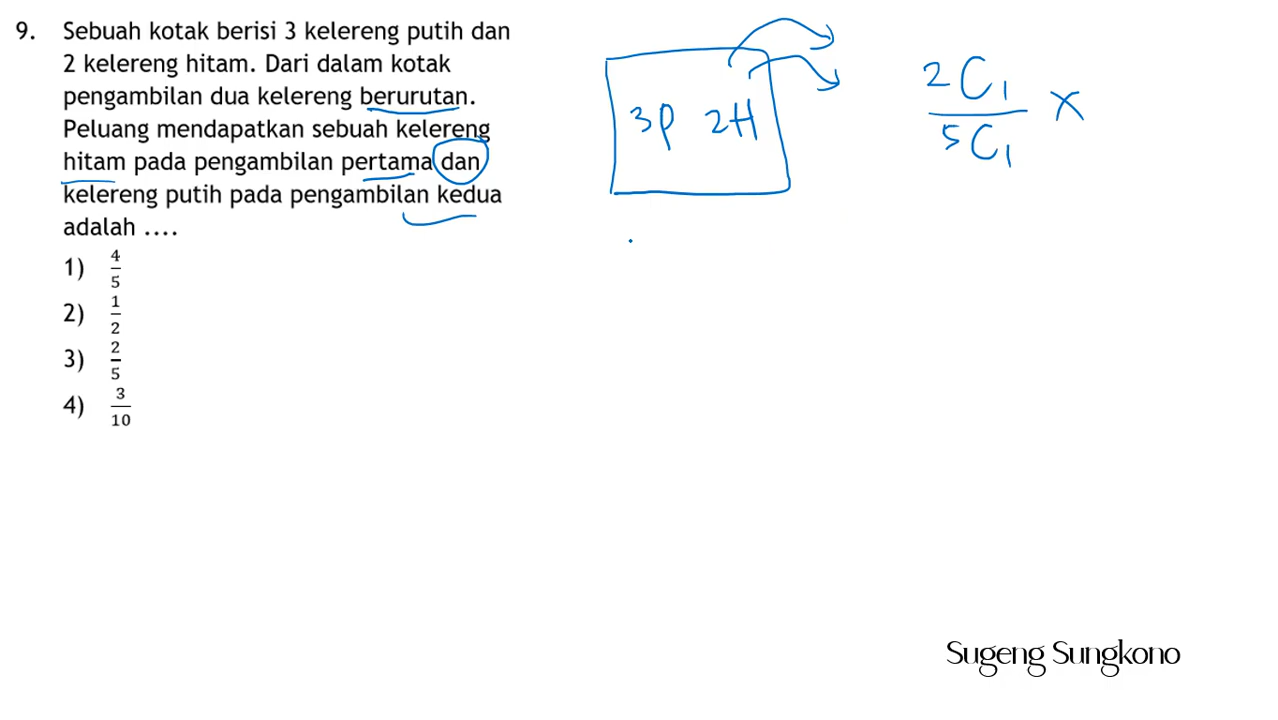 9. Sebuah kotak berisi 3 kelereng putih dan
2 kelereng hitam. Dari dalam kotak
pengambilan dua kelereng berurutan.
Peluang mendapatkan sebuah kelereng
hitam pada pengambilan pertama dan
kelereng putih pada pengambilan kedua
adalah ....
1) 4/5
2) 1/2
3) 2/5
4) 3/10
3P 2H
2C1
5C1 ×
Sugeng Sungkono